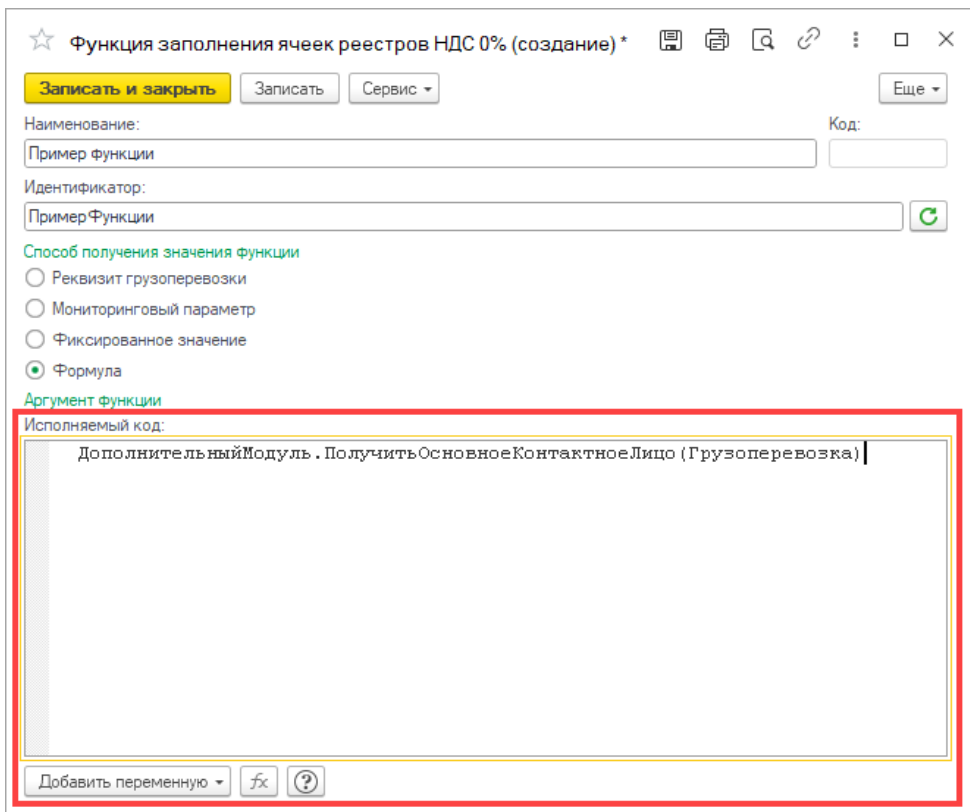 Функция заполнения ячеек реестров НДС 0% (создание) *
Записать и закрыть Записать Сервис Еще
Наименование: Код:
Пример функции
Идентификатор:
ПримерФункции
Способ получения значения функции
Реквизит грузоперевозки
Мониторинговый параметр
Фиксированное значение
Формула
Аргумент функции
Исполняемый код:
ДополнительныйМодуль.ПолучитьОсновноеКонтактноеЛицо(Грузоперевозка)
Добавить переменную fx ?